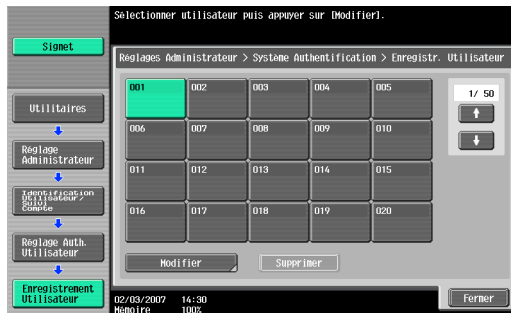 Sélectionner utilisateur puis appuyer sur [Modifier].
Signet
Réglages Administrateur > Système Authentification > Enregistr. Utilisateur
001
002
003
004
005
1/ 50
Utilitaires
006
007
008
009
010
Réglage
Administrateur
011
012
013
014
015
Identification
Utilisateur/
Suivi
Compte
016
017
018
019
020
Réglage Auth.
Utilisateur
Modifier
Supprimer
Enregistrement
Utilisateur
02/03/2007 14:30
Mémoire 100%
Fermer